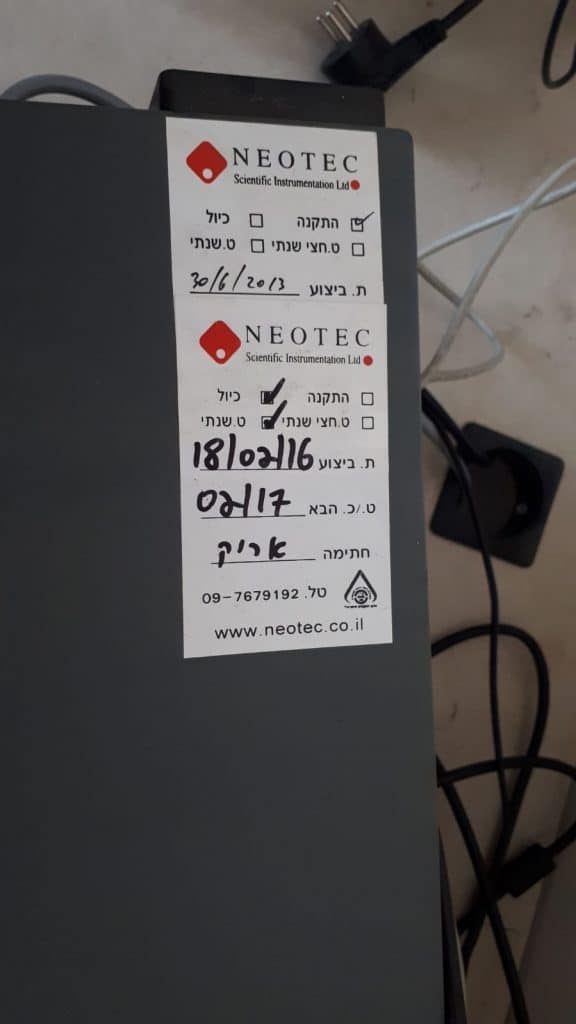 NEOTEC
Scientific Instrumentation Ltd
התקנה כיול
ט.חצי שנתי ט.שנתי
ת. ביצוע 30/6/2013
NEOTEC
Scientific Instrumentation Ltd
התקנה כיול
ט.חצי שנתי ט.שנתי
ת. ביצוע 18/02/16
ט./כ. הבא 02/17
חתימה אריק
טל. 09-7679192
www.neotec.co.il